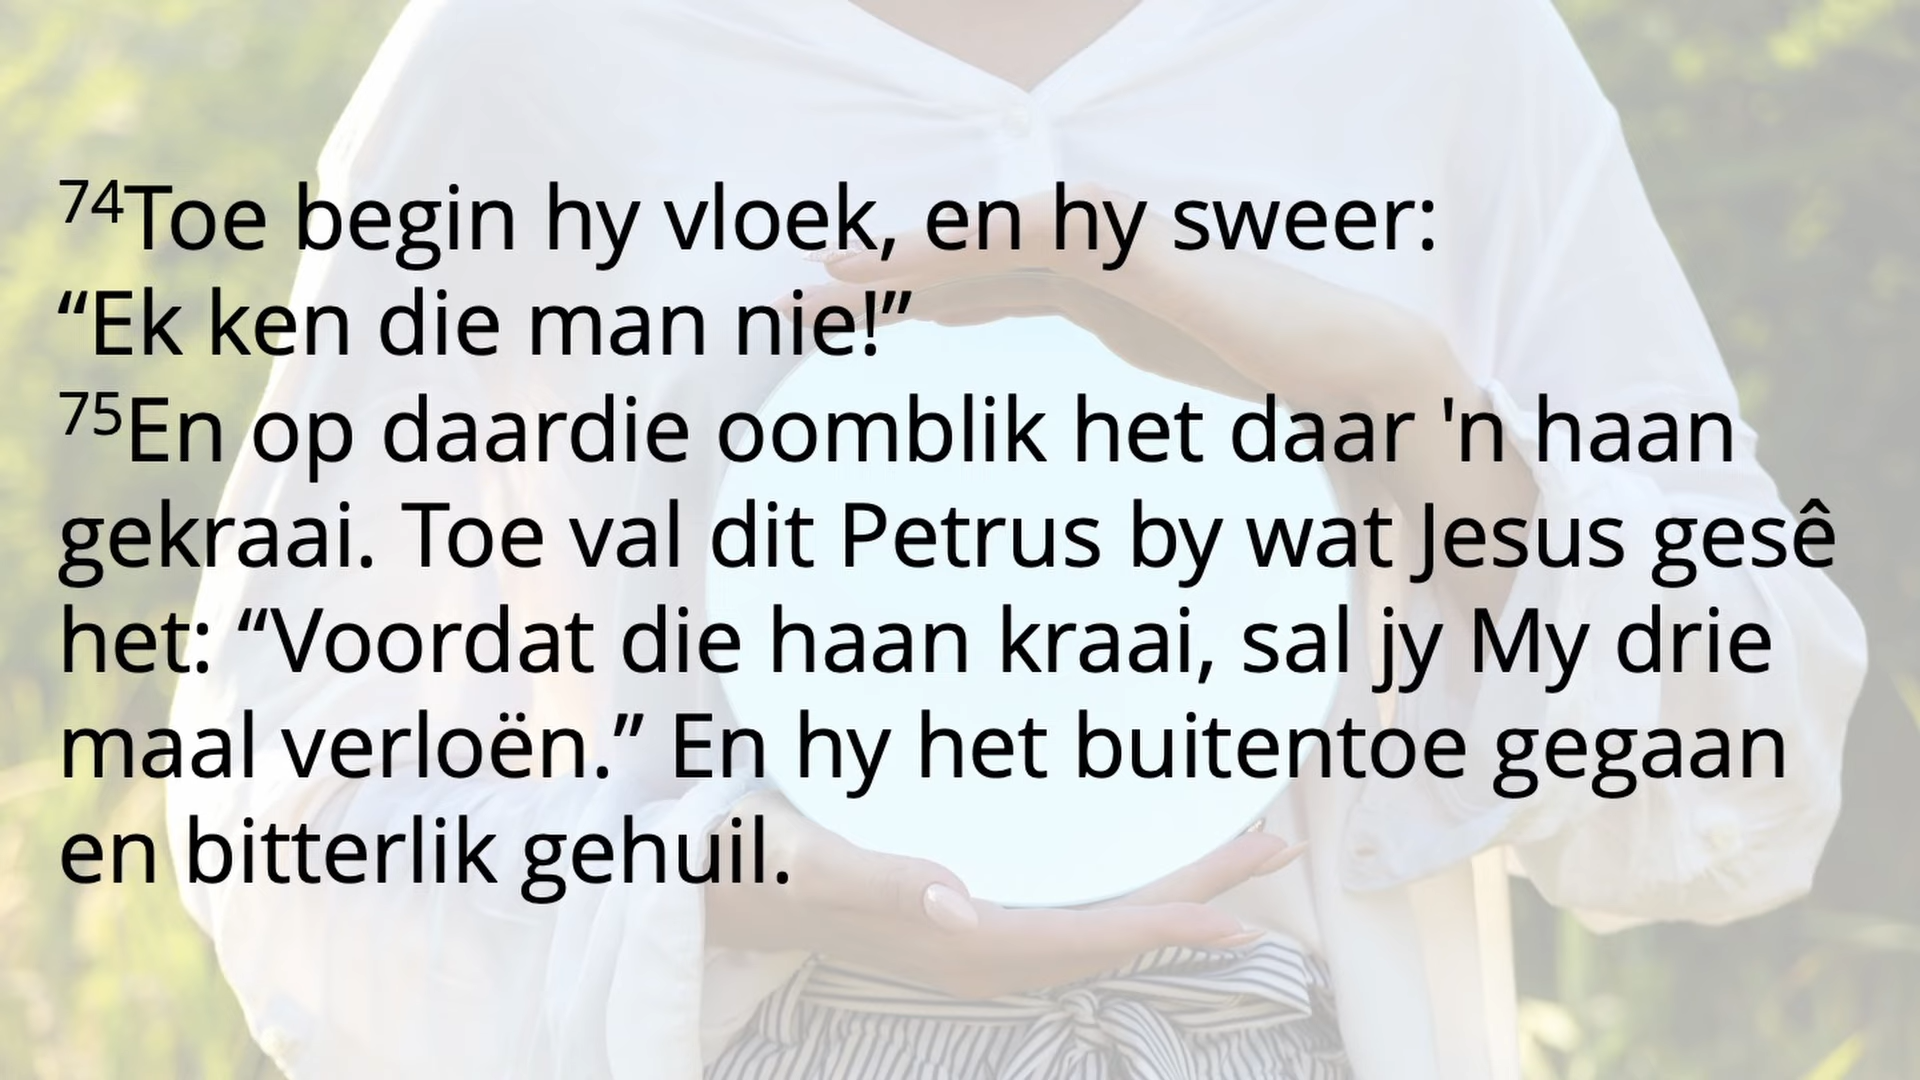 74Toe begin hy vloek, en hy sweer:
“Ek ken die man nie!”
75En op daardie oomblik het daar 'n haan
gekraai. Toe val dit Petrus by wat Jesus gesê
het: “Voordat die haan kraai, sal jy My drie
maal verloën.” En hy het buitentoe gegaan
en bitterlik gehuil.